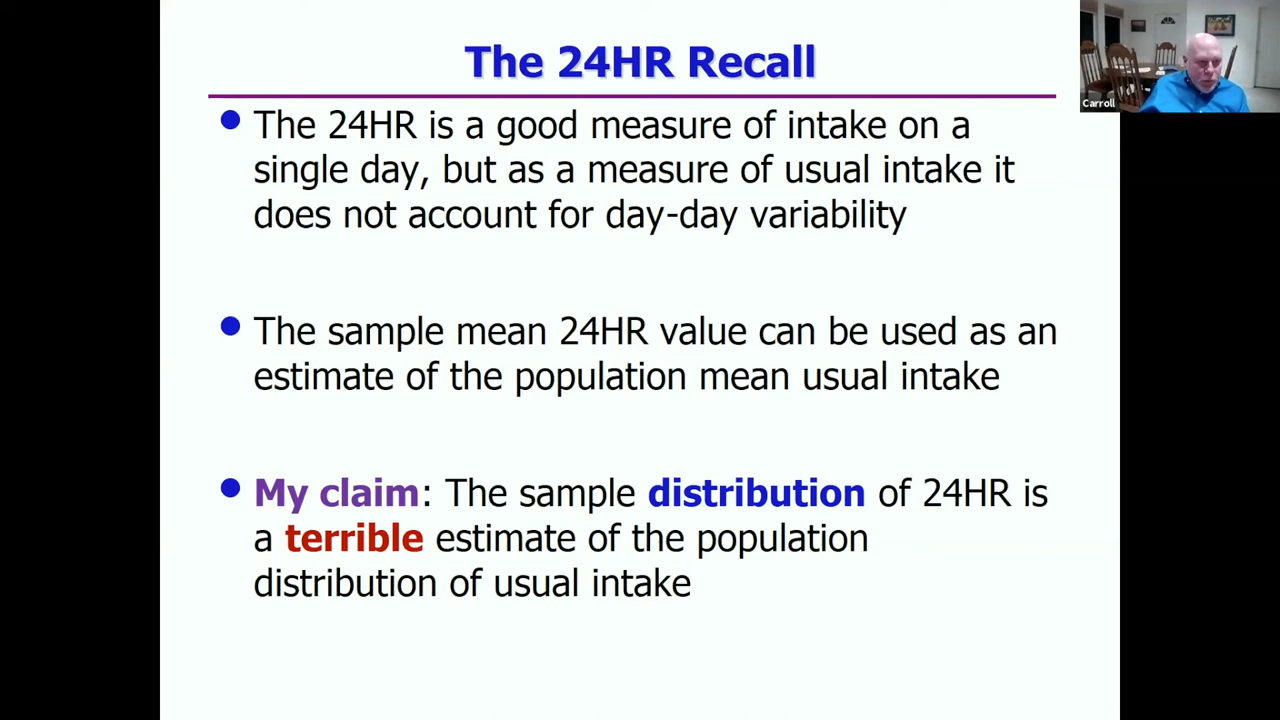 The 24HR Recall
Carroll
The 24HR is a good measure of intake on a
single day, but as a measure of usual intake it
does not account for day-day variability
The sample mean 24HR value can be used as an
estimate of the population mean usual intake
My claim: The sample distribution of 24HR is
a terrible estimate of the population
distribution of usual intake